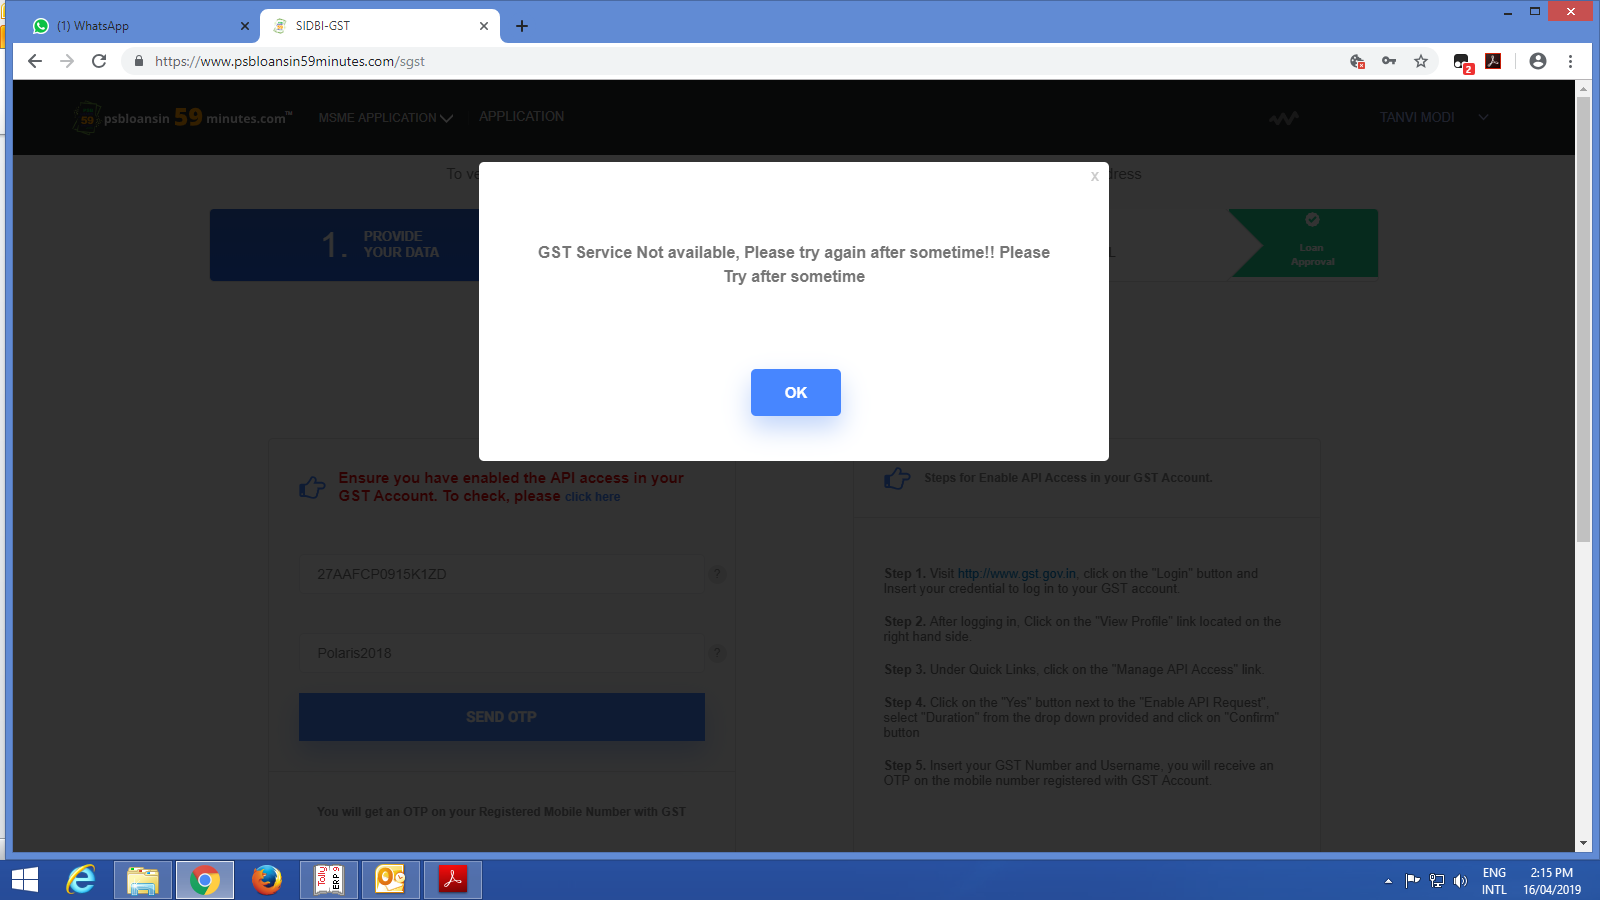 (1) WhatsApp
SIDBI-GST
https://www.psbloansin59minutes.com/sgst
2
59
psbloansin 59 minutes.com™
MSME APPLICATION
APPLICATION
TANVI MODI
To
dress
x
1. PROVIDE
YOUR DATA
Loan
Approval
GST Service Not available, Please try again after sometime!! Please
Try after sometime
OK
Ensure you have enabled the API access in your
GST Account. To check, please click here
27AAFCP0915K1ZD
?
Polaris2018
?
SEND OTP
You will get an OTP on your Registered Mobile Number with GST
Steps for Enable API Access in your GST Account.
Step 1. Visit http://www.gst.gov.in, click on the "Login" button and
Insert your credential to log in to your GST account.
Step 2. After logging in, Click on the "View Profile" link located on the
right hand side.
Step 3. Under Quick Links, click on the "Manage API Access" link.
Step 4. Click on the "Yes" button next to the "Enable API Request",
select "Duration" from the drop down provided and click on "Confirm"
button
Step 5. Insert your GST Number and Username, you will receive an
OTP on the mobile number registered with GST Account.
Tally
ERP 9
ENG
INTL
2:15 PM
16/04/2019